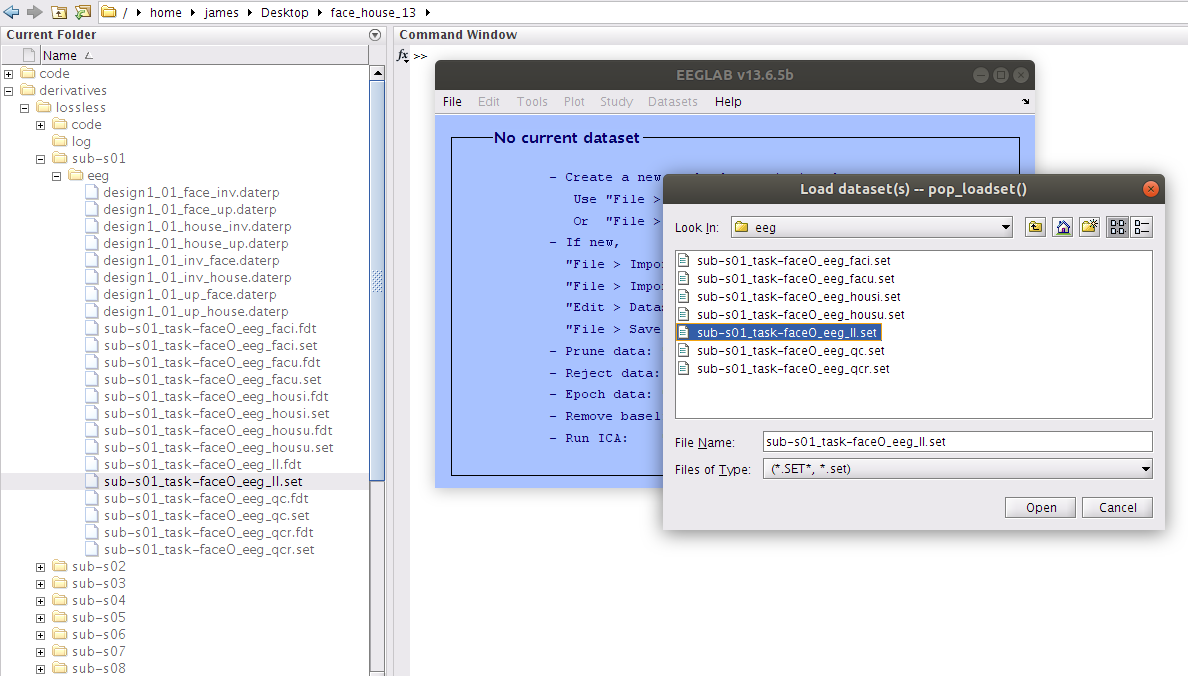 / ▸ home ▸ james ▸ Desktop ▸ face_house_13 ▸
Current Folder
Name
code
derivatives
lossless
code
log
sub-s01
eeg
design1_01_face_inv.daterp
design1_01_face_up.daterp
design1_01_house_inv.daterp
design1_01_house_up.daterp
design1_01_inv_face.daterp
design1_01_inv_house.daterp
design1_01_up_face.daterp
design1_01_up_house.daterp
sub-s01_task-faceO_eeg_faci.fdt
sub-s01_task-faceO_eeg_faci.set
sub-s01_task-faceO_eeg_facu.fdt
sub-s01_task-faceO_eeg_facu.set
sub-s01_task-faceO_eeg_housi.fdt
sub-s01_task-faceO_eeg_housi.set
sub-s01_task-faceO_eeg_housu.fdt
sub-s01_task-faceO_eeg_housu.set
sub-s01_task-faceO_eeg_ll.fdt
sub-s01_task-faceO_eeg_ll.set
sub-s01_task-faceO_eeg_qc.fdt
sub-s01_task-faceO_eeg_qc.set
sub-s01_task-faceO_eeg_qcr.fdt
sub-s01_task-faceO_eeg_qcr.set
sub-s02
sub-s03
sub-s04
sub-s05
sub-s06
sub-s07
sub-s08
Command Window
fx >>
EEGLAB v13.6.5b
File Edit Tools Plot Study Datasets Help
No current dataset
- Create a new
Use "File >
Or "File >
- If new,
"File > Impo
"File > Impo
"Edit > Data
"File > Save
- Prune data:
- Reject data:
- Epoch data:
- Remove basel
- Run ICA:
Load dataset(s) -- pop_loadset()
Look In: eeg
sub-s01_task-faceO_eeg_faci.set
sub-s01_task-faceO_eeg_facu.set
sub-s01_task-faceO_eeg_housi.set
sub-s01_task-faceO_eeg_housu.set
sub-s01_task-faceO_eeg_ll.set
sub-s01_task-faceO_eeg_qc.set
sub-s01_task-faceO_eeg_qcr.set
File Name: sub-s01_task-faceO_eeg_ll.set
Files of Type: (*.SET*, *.set)
Open Cancel